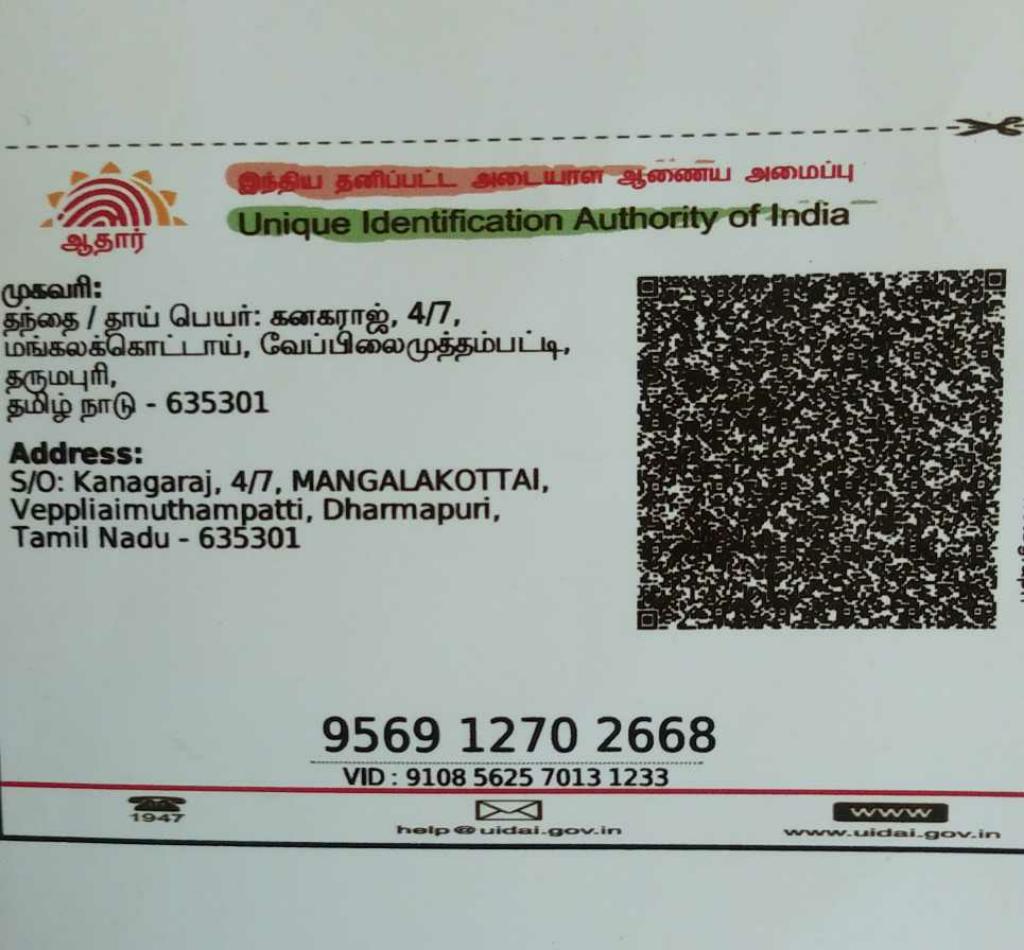 இந்திய தனிப்பட்ட அடையாள ஆணைய அமைப்பு
Unique Identification Authority of India
ஆதார்
முகவரி:
தந்தை / தாய் பெயர்: கனகராஜ், 4/7,
மங்கலக்கொட்டாய், வேப்பிலைமுத்தம்பட்டி,
தருமபுரி,
தமிழ் நாடு - 635301
Address:
S/O: Kanagaraj, 4/7, MANGALAKOTTAI,
Veppliaimuthampatti, Dharmapuri,
Tamil Nadu - 635301
9569 1270 2668
VID : 9108 5625 7013 1233
1947
help@uidai.gov.in
www
www.uidai.gov.in